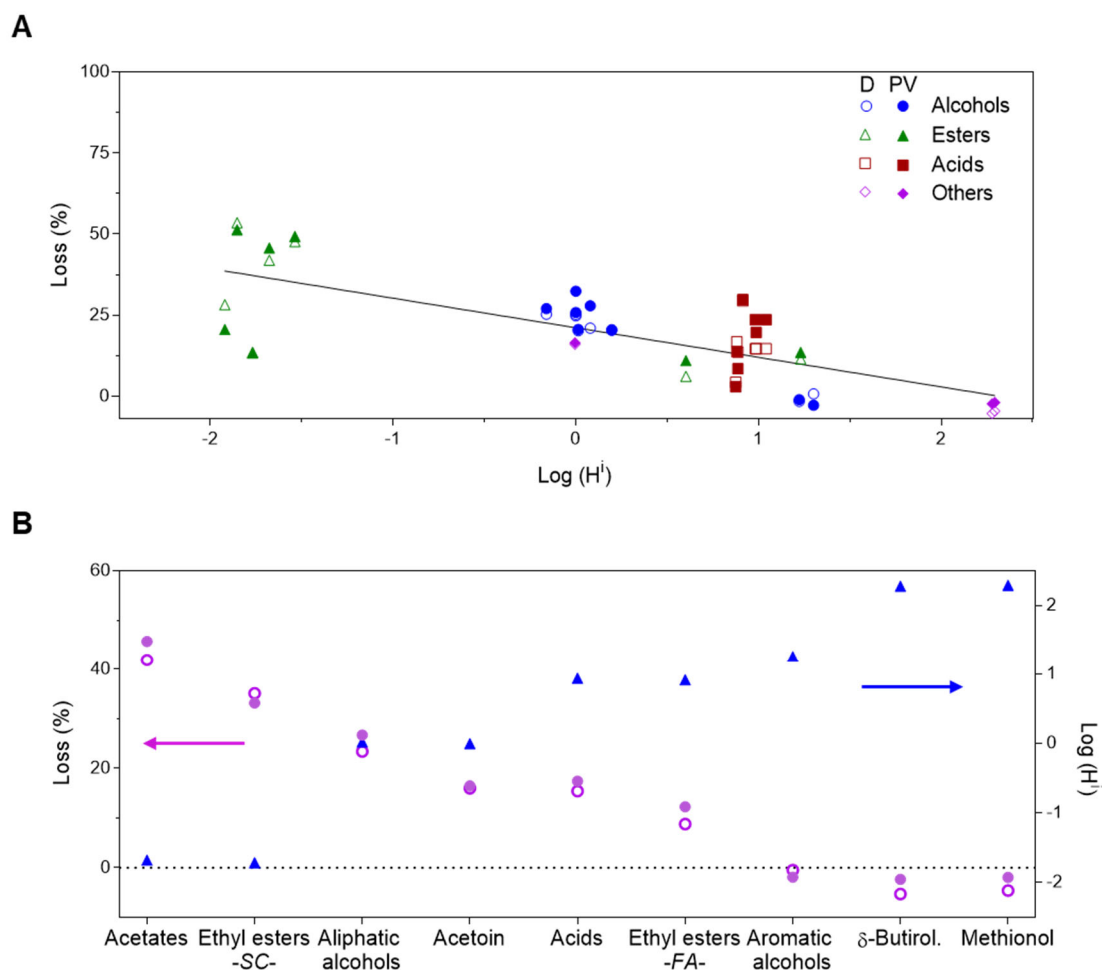 A
D PV
Alcohols
Esters
Acids
Others
100
75
50
25
0
Loss (%)
-2 -1 0 1 2
Log (Hⁱ)
B
60
40
20
0
Loss (%)
2
1
0
-1
-2
Log (Hⁱ)
Acetates Ethyl esters Aliphatic Acetoin Acids Ethyl esters Aromatic δ-Butirol. Methionol
-SC- alcohols -FA- alcohols